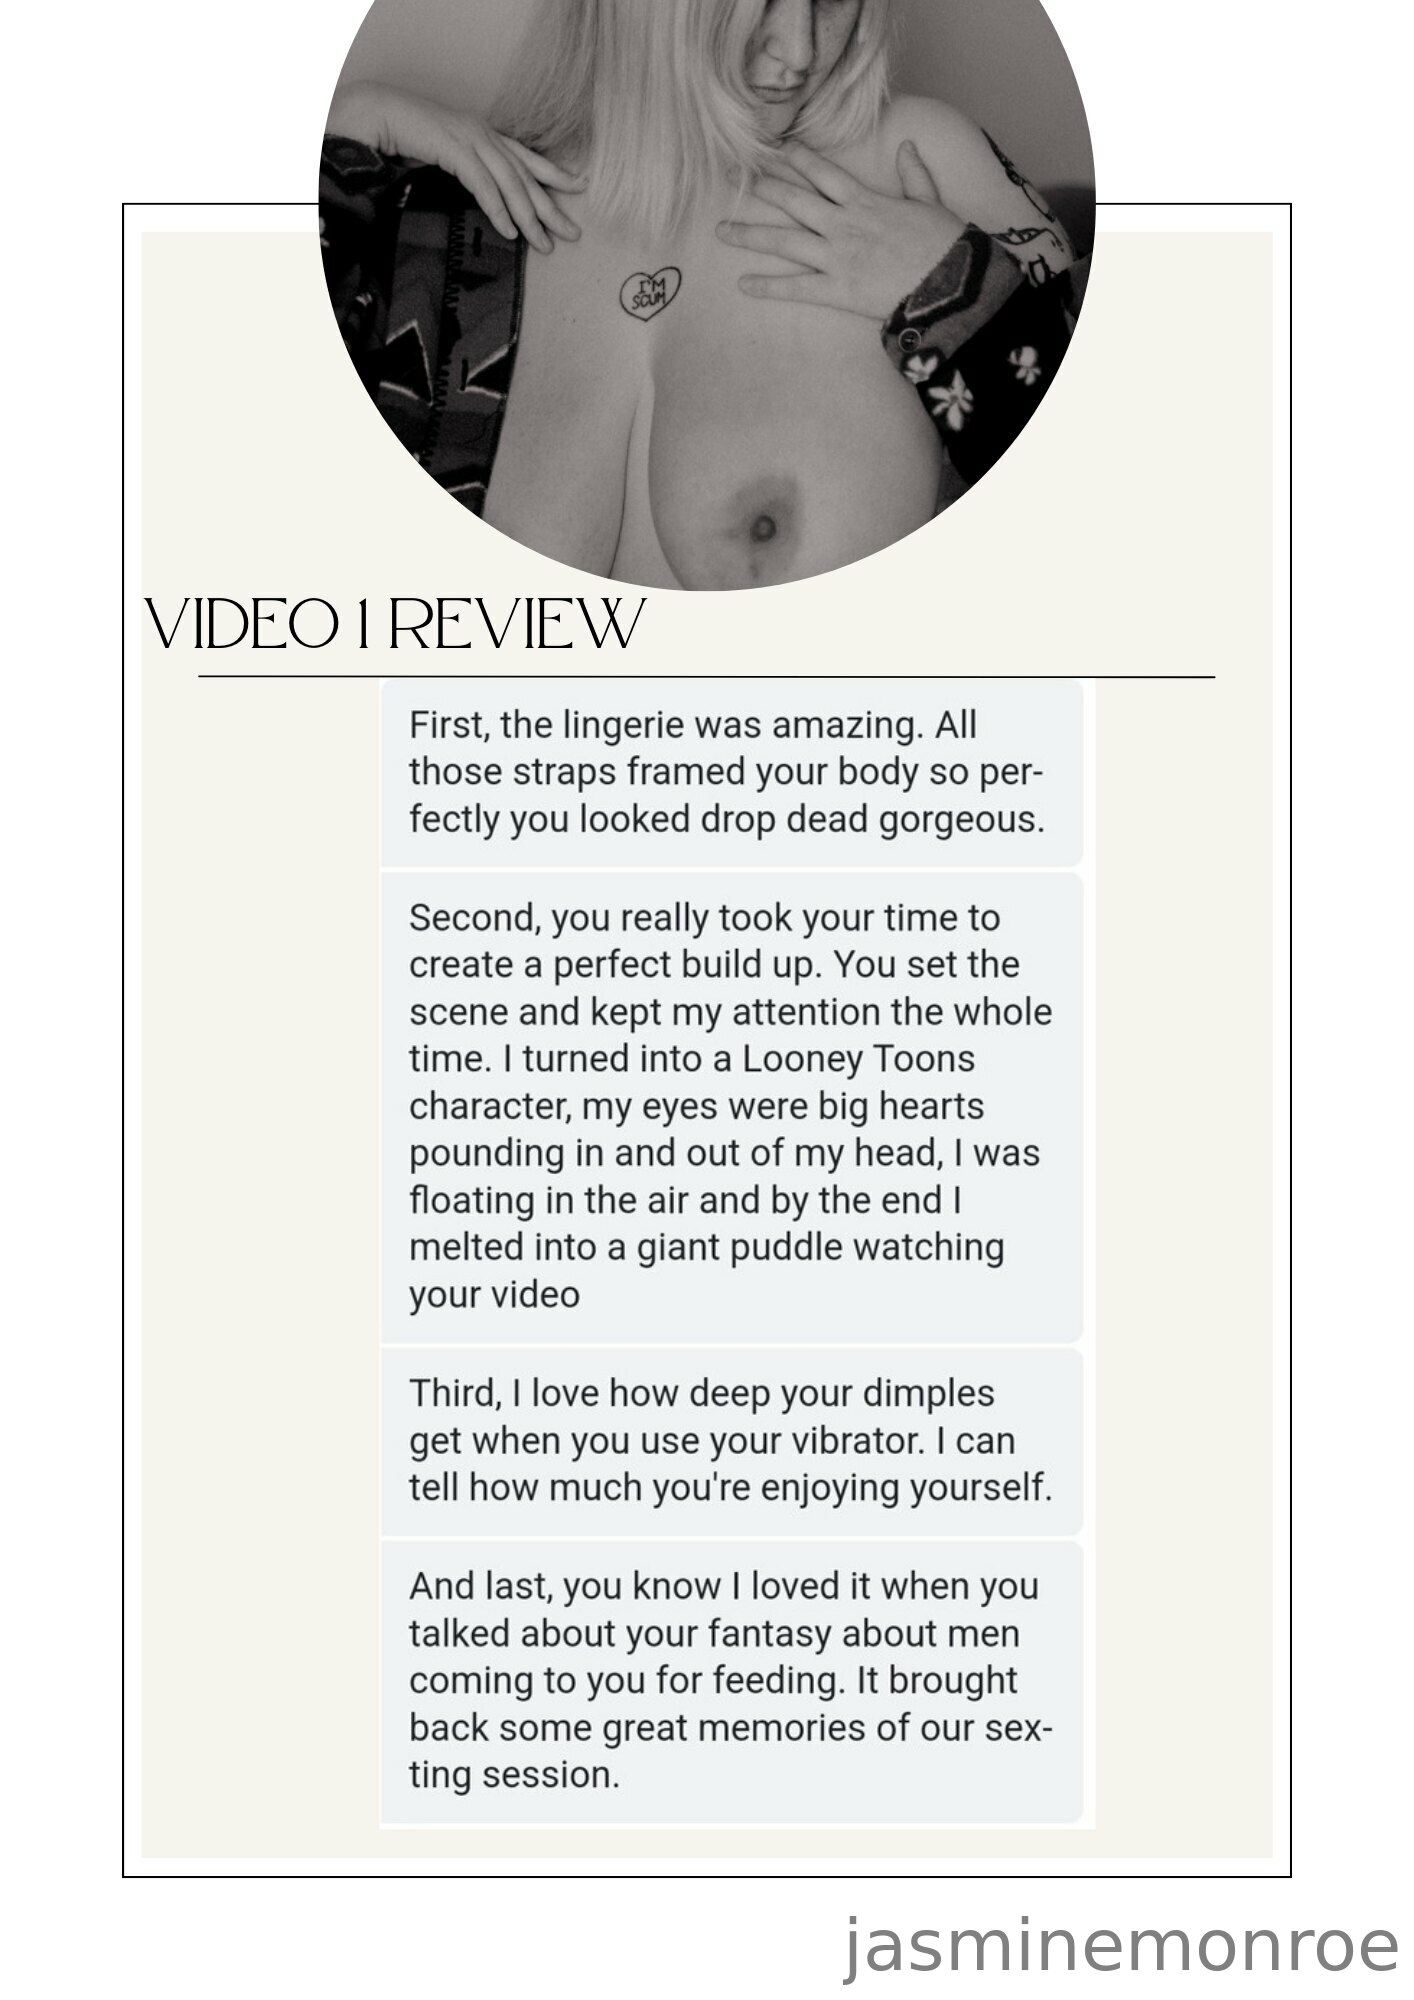 I'M
SCUM
VIDEO 1 REVIEW
First, the lingerie was amazing. All
those straps framed your body so per-
fectly you looked drop dead gorgeous.
Second, you really took your time to
create a perfect build up. You set the
scene and kept my attention the whole
time. I turned into a Looney Toons
character, my eyes were big hearts
pounding in and out of my head, I was
floating in the air and by the end I
melted into a giant puddle watching
your video
Third, I love how deep your dimples
get when you use your vibrator. I can
tell how much you're enjoying yourself.
And last, you know I loved it when you
talked about your fantasy about men
coming to you for feeding. It brought
back some great memories of our sex-
ting session.
jasminemonroe